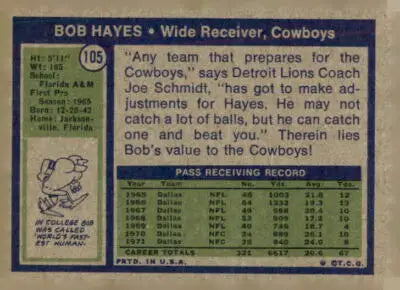 BOB HAYES • Wide Receiver, Cowboys
105
Ht: 5'11"
Wt: 185
School:
Florida A&M
First Pro
Season: 1965
Born: 12-20-42
Home: Jackson-
ville, Florida
"Any team that prepares for the
Cowboys," says Detroit Lions Coach
Joe Schmidt, "has got to make ad-
justments for Hayes. He may not
catch a lot of balls, but he can catch
one and beat you." Therein lies
Bob's value to the Cowboys!
IN COLLEGE BOB
WAS CALLED
"WORLD'S FAST-
EST HUMAN."
PASS RECEIVING RECORD
Year Team No. Yds. Avg. TDs
1965 Dallas NFL 46 1003 21.8 12
1966 Dallas NFL 64 1232 19.3 13
1967 Dallas NFL 49 998 20.4 10
1968 Dallas NFL 53 909 17.2 10
1969 Dallas NFL 40 746 18.7 4
1970 Dallas NFC 34 889 26.1 10
1971 Dallas NFC 35 840 24.0 8
CAREER TOTALS 321 6617 20.6 67
PRTD. IN U.S.A.
© T.C.G.